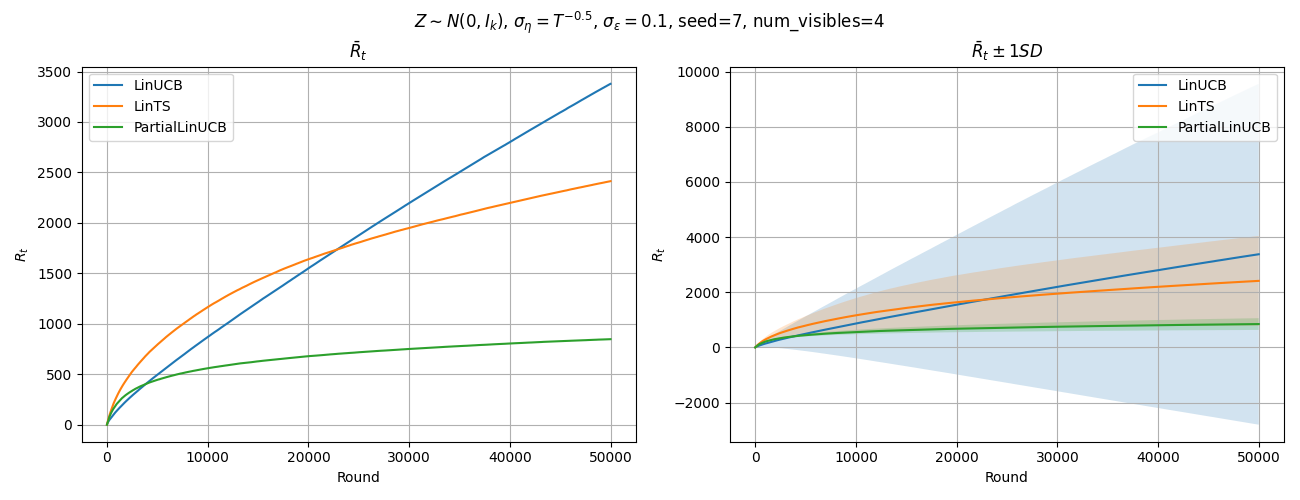 Z ∼ N(0, I_k), σ_η = T^{−0.5}, σ_ε = 0.1, seed=7, num_visibles=4
R̄_t
3500
3000
2500
2000
1500
1000
500
0
R_t
0 10000 20000 30000 40000 50000
Round
LinUCB
LinTS
PartialLinUCB
R̄_t ± 1SD
10000
8000
6000
4000
2000
0
−2000
R_t
0 10000 20000 30000 40000 50000
Round
LinUCB
LinTS
PartialLinUCB